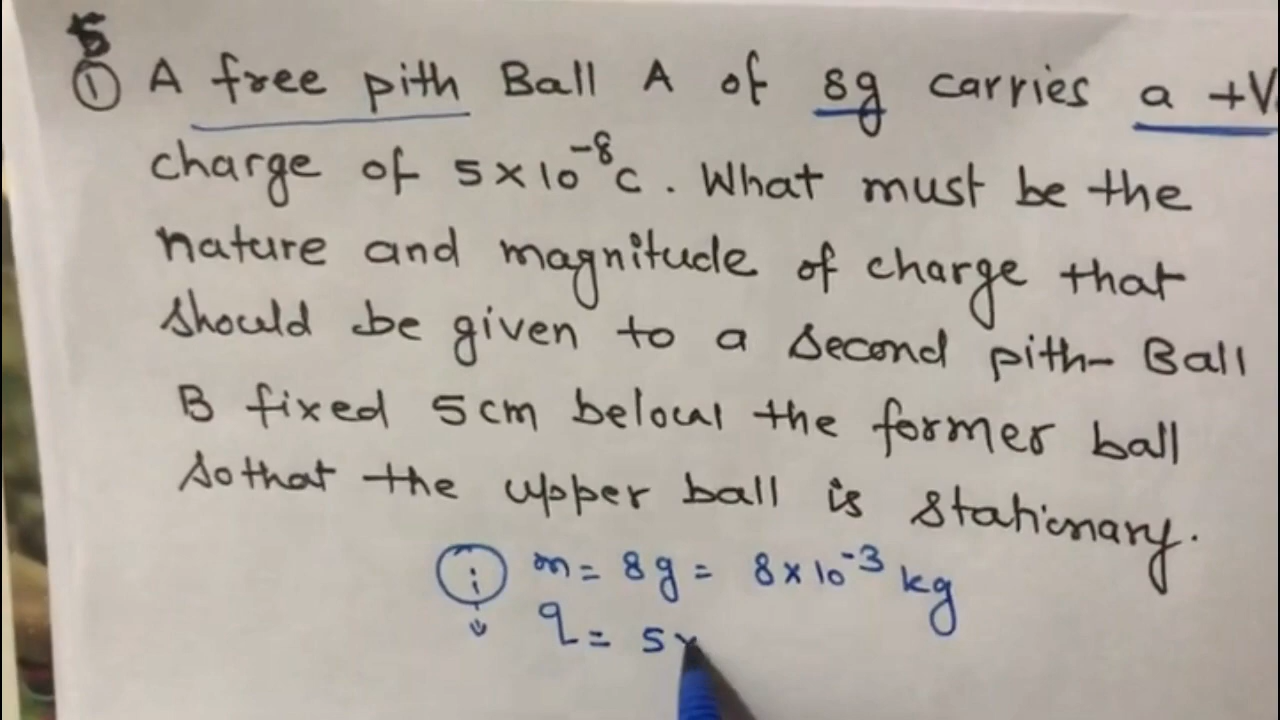 5
① A free pith Ball A of 8g carries a +V
charge of 5×10⁻⁸C. What must be the
nature and magnitude of charge that
should be given to a second pith- Ball
B fixed 5cm below the former ball
so that the upper ball is stationary.
m = 8g = 8×10⁻³ kg
q = 5×